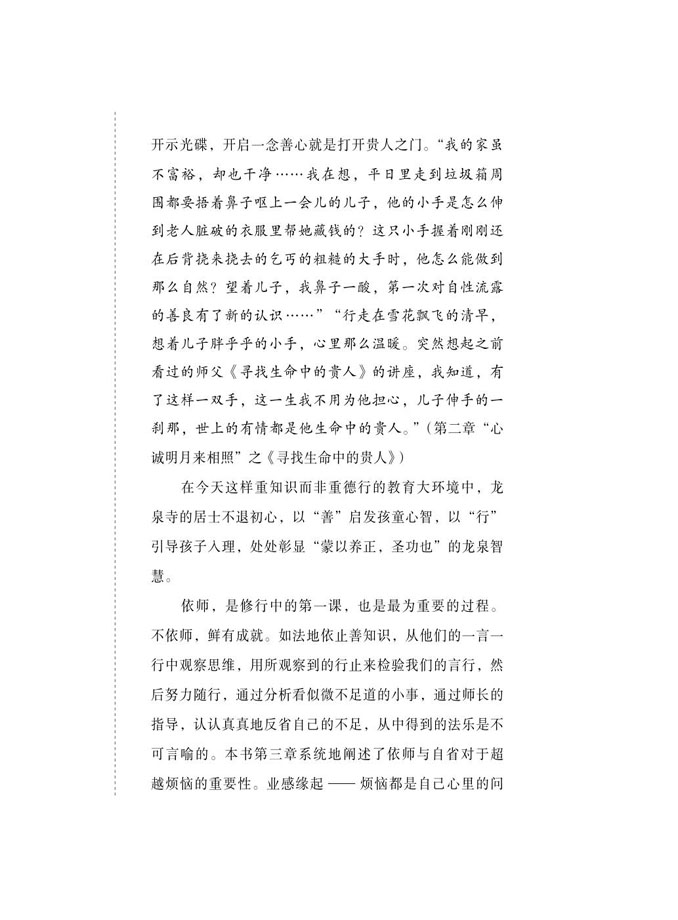 开示光碟，开启一念善心就是打开贵人之门。“我的家虽
不富裕，却也干净……我在想，平日里走到垃圾箱周
围都要捂着鼻子呕上一会儿的儿子，他的小手是怎么伸
到老人脏破的衣服里帮她藏钱的？这只小手握着刚刚还
在后背挠来挠去的乞丐的粗糙的大手时，他怎么能做到
那么自然？望着儿子，我鼻子一酸，第一次对自性流露
的善良有了新的认识……”“行走在雪花飘飞的清早，
想着儿子胖乎乎的小手，心里那么温暖。突然想起之前
看过的师父《寻找生命中的贵人》的讲座，我知道，有
了这样一双手，这一生我不用为他担心，儿子伸手的一
刹那，世上的有情都是他生命中的贵人。”（第二章“心
诚明月来相照”之《寻找生命中的贵人》）
在今天这样重知识而非重德行的教育大环境中，龙
泉寺的居士不退初心，以“善”启发孩童心智，以“行”
引导孩子入理，处处彰显“蒙以养正，圣功也”的龙泉智
慧。
依师，是修行中的第一课，也是最为重要的过程。
不依师，鲜有成就。如法地依止善知识，从他们的一言一
行中观察思维，用所观察到的行止来检验我们的言行，然
后努力随行，通过分析看似微不足道的小事，通过师长的
指导，认认真真地反省自己的不足，从中得到的法乐是不
可言喻的。本书第三章系统地阐述了依师与自省对于超
越烦恼的重要性。业感缘起——烦恼都是自己心里的问